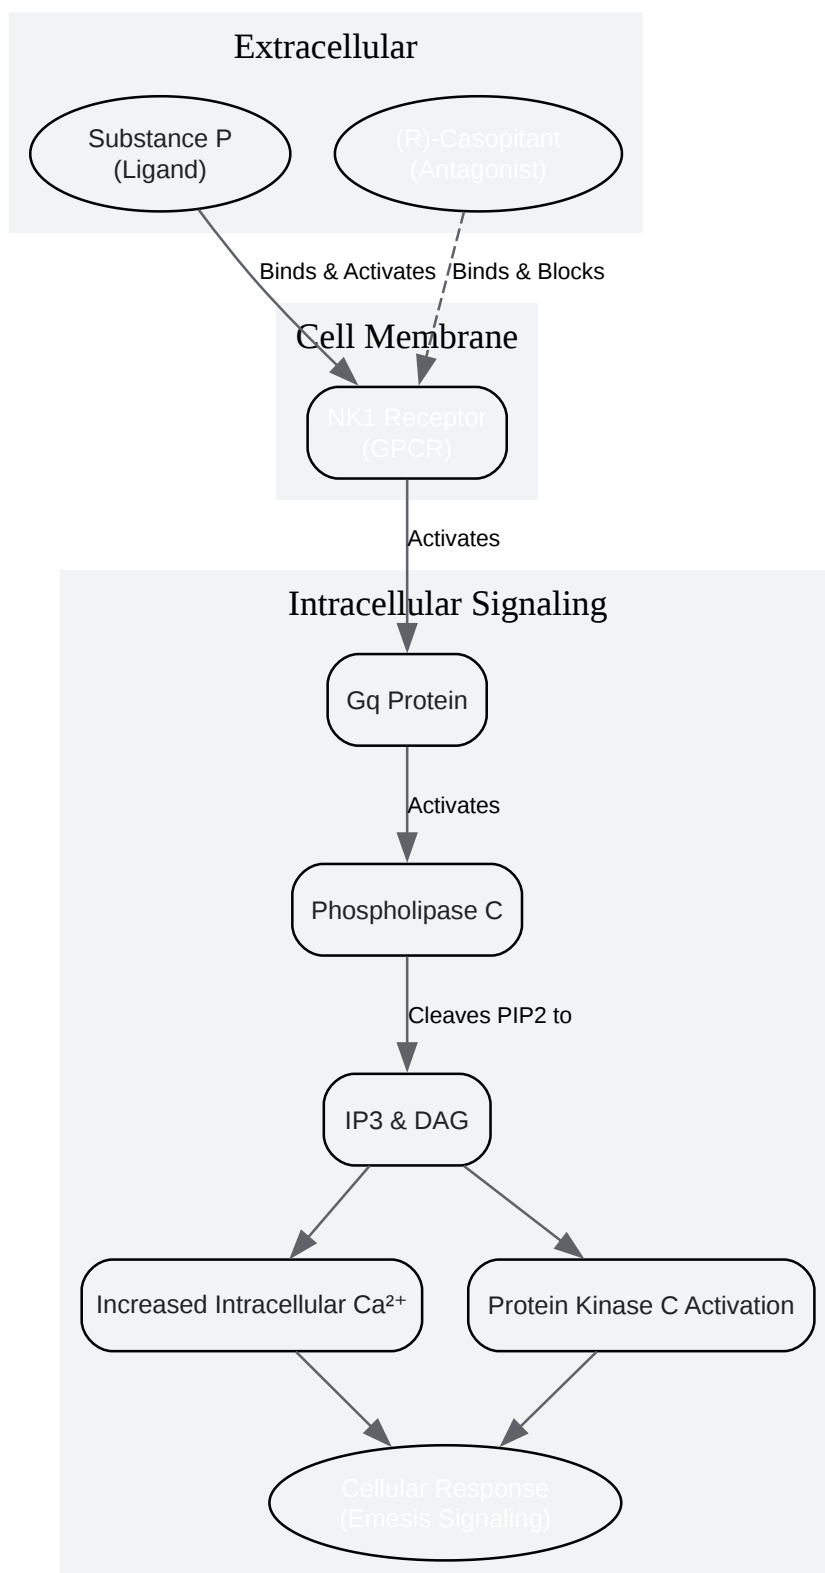 Extracellular
Substance P
(Ligand)
(R)-Casopitant
(Antagonist)
Binds & Activates
Binds & Blocks
Cell Membrane
NK1 Receptor
(GPCR)
Activates
Intracellular Signaling
Gq Protein
Activates
Phospholipase C
Cleaves PIP2 to
IP3 & DAG
Increased Intracellular Ca²⁺
Protein Kinase C Activation
Cellular Response
(Emesis Signaling)